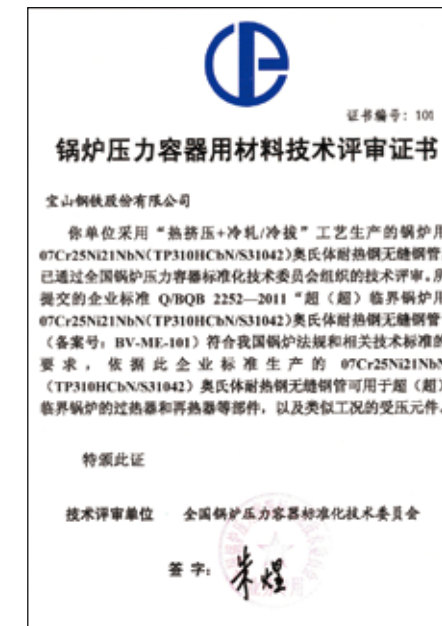 证书编号：101
锅炉压力容器用材料技术评审证书
宝山钢铁股份有限公司
你单位采用“热挤压+冷轧/冷拔”工艺生产的锅炉用
07Cr25Ni21NbN（TP310HCbN/S31042）奥氏体耐热钢无缝钢管
已通过全国锅炉压力容器标准化技术委员会组织的技术评审。所
提交的企业标准 Q/BQB 2252—2011 “超（超）临界锅炉用
07Cr25Ni21NbN（TP310HCbN/S31042）奥氏体耐热钢无缝钢管
（备案号：BV-ME-101）符合我国锅炉法规和相关技术标准的
要求，依据此企业标准生产的 07Cr25Ni21NbN
（TP310HCbN/S31042）奥氏体耐热钢无缝钢管可用于超（超）
临界锅炉的过热器和再热器等部件，以及类似工况的受压元件。
特颁此证
技术评审单位 全国锅炉压力容器标准化技术委员会
签字：